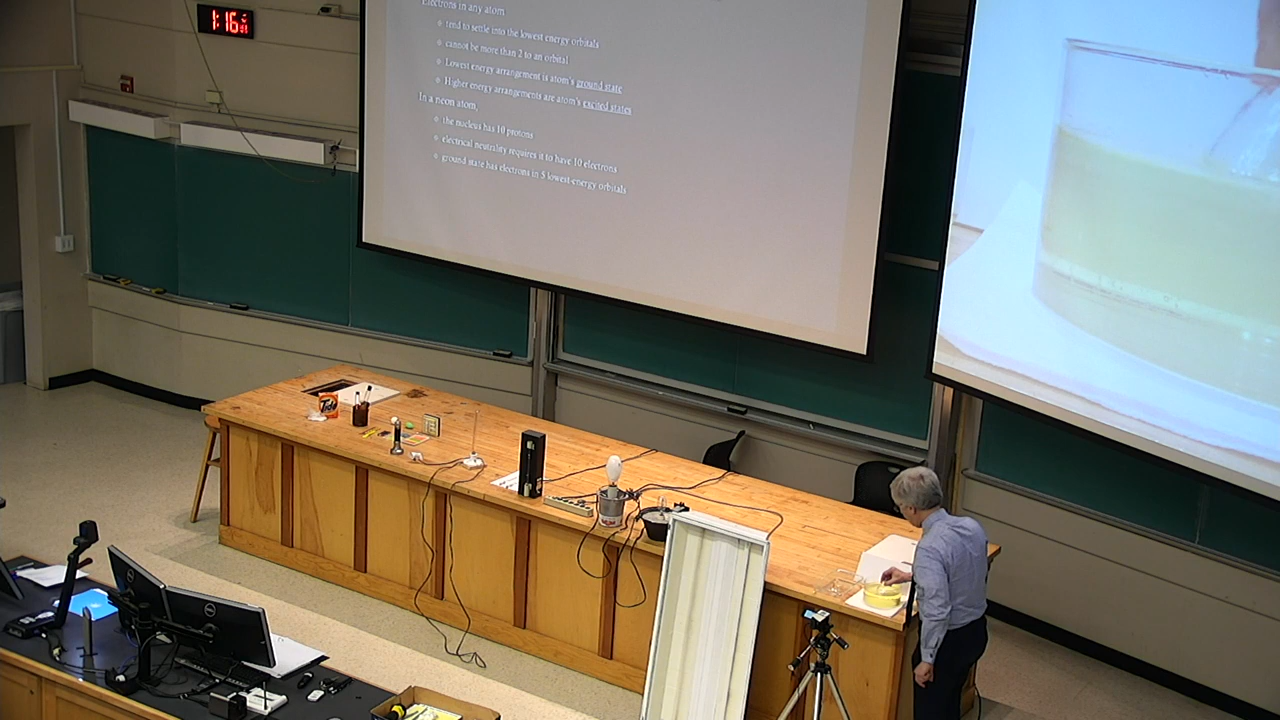 1:16
Electrons in any atom
tend to settle into the lowest energy orbitals
cannot be more than 2 to an orbital
Lowest energy arrangement is atom's ground state
Higher energy arrangements are atom's excited states
In a neon atom,
the nucleus has 10 protons
electrical neutrality requires it to have 10 electrons
ground state has electrons in 5 lowest-energy orbitals